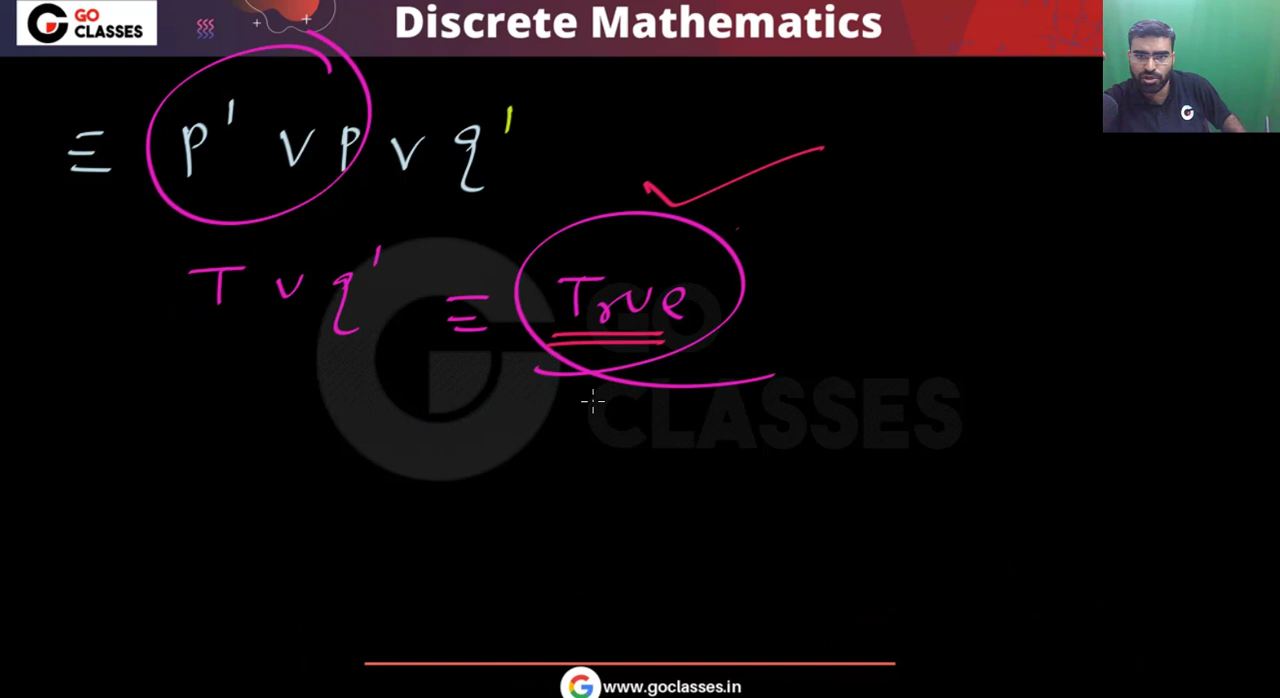 GO
CLASSES
Discrete Mathematics
≡ p' ∨ p ∨ q'
T ∨ q' ≡ True
GO
CLASSES
www.goclasses.in